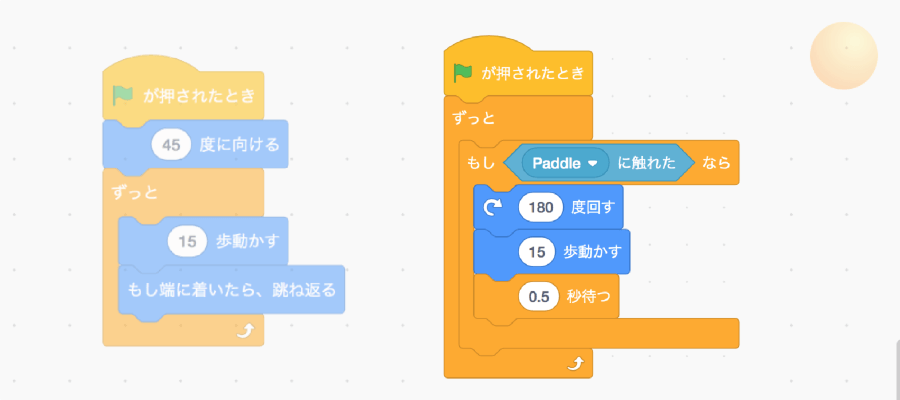 が押されたとき
45 度に向ける
ずっと
15 歩動かす
もし端に着いたら、跳ね返る
が押されたとき
ずっと
もし Paddle に触れた なら
180 度回す
15 歩動かす
0.5 秒待つ